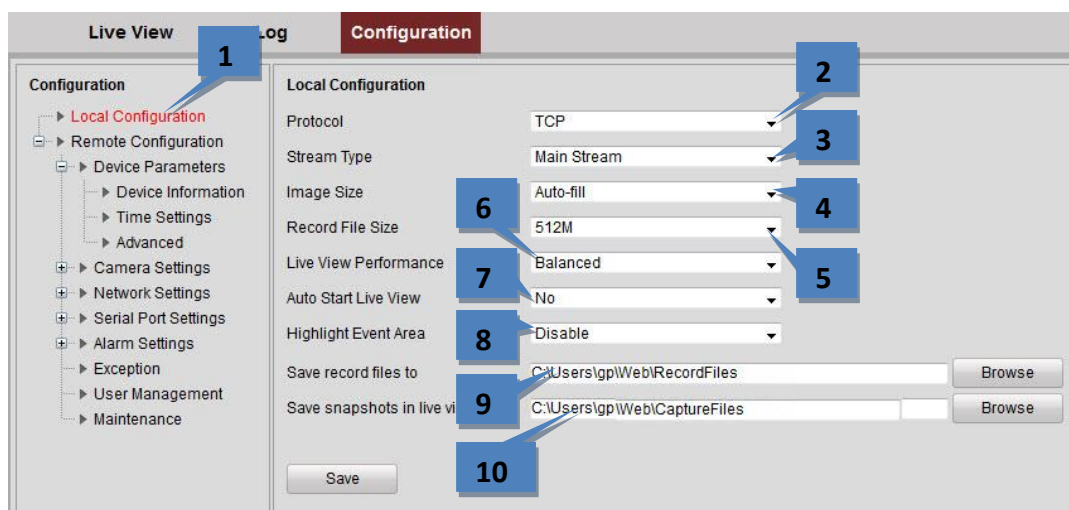 Live View
og
Configuration
1
Configuration
Local Configuration
Remote Configuration
Device Parameters
Device Information
Time Settings
Advanced
Camera Settings
Network Settings
Serial Port Settings
Alarm Settings
Exception
User Management
Maintenance
Local Configuration
2
Protocol TCP
3
Stream Type Main Stream
Image Size Auto-fill
4
6
Record File Size 512M
5
Live View Performance Balanced
7
Auto Start Live View No
8
Highlight Event Area Disable
Save record files to C:\Users\gp\Web\RecordFiles Browse
9
Save snapshots in live vi C:\Users\gp\Web\CaptureFiles Browse
10
Save